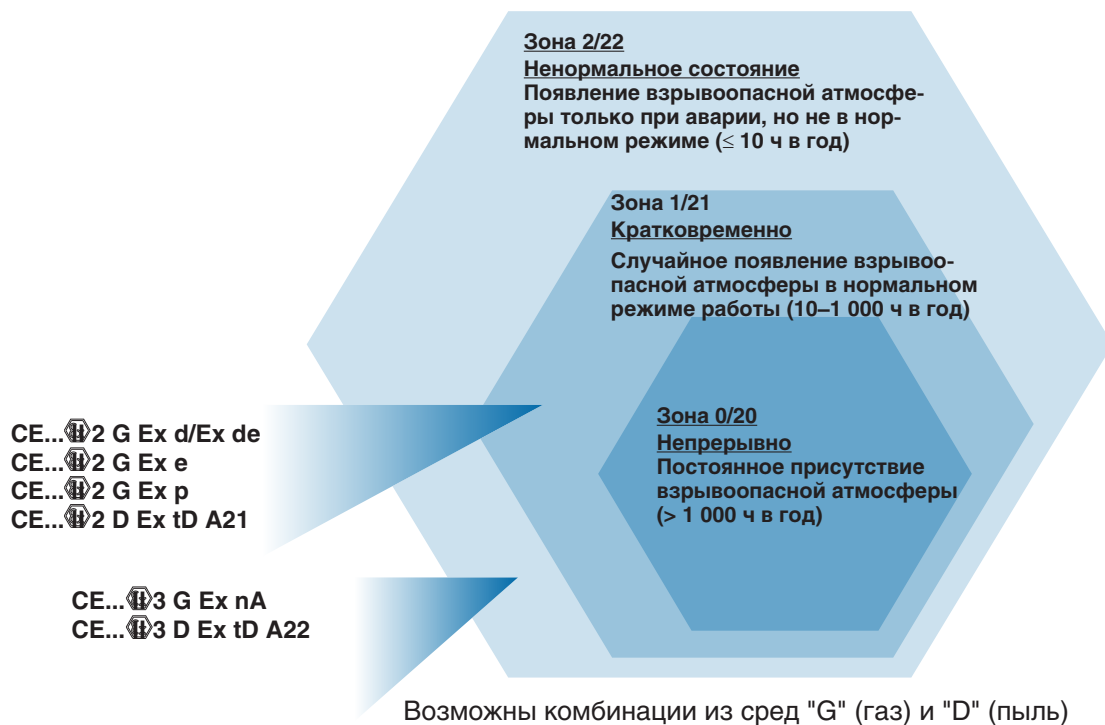 Зона 2/22
Ненормальное состояние
Появление взрывоопасной атмосфе-
ры только при аварии, но не в нор-
мальном режиме (≤ 10 ч в год)
Зона 1/21
Кратковременно
Случайное появление взрывоо-
пасной атмосферы в нормальном
режиме работы (10–1 000 ч в год)
Зона 0/20
Непрерывно
Постоянное присутствие
взрывоопасной атмосферы
(> 1 000 ч в год)
CE... 2 G Ex d/Ex de
CE... 2 G Ex e
CE... 2 G Ex p
CE... 2 D Ex tD A21
CE... 3 G Ex nA
CE... 3 D Ex tD A22
Возможны комбинации из сред "G" (газ) и "D" (пыль)